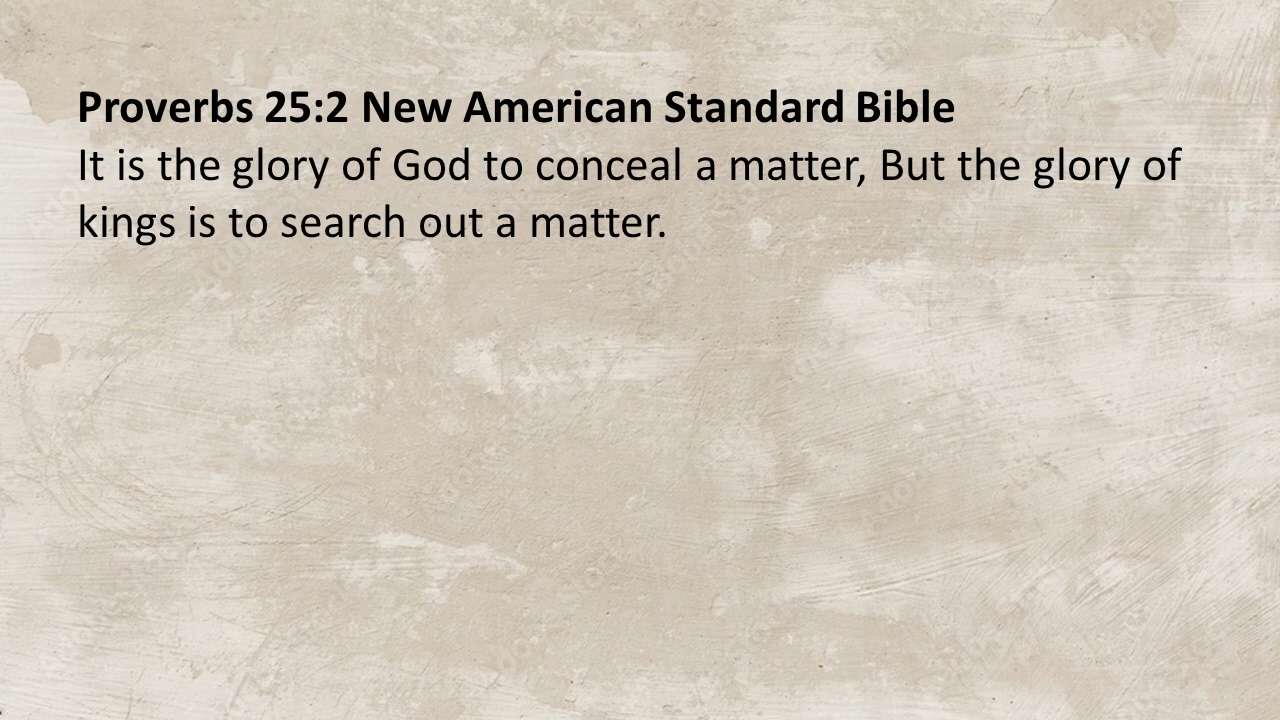 Proverbs 25:2 New American Standard Bible
It is the glory of God to conceal a matter, But the glory of
kings is to search out a matter.